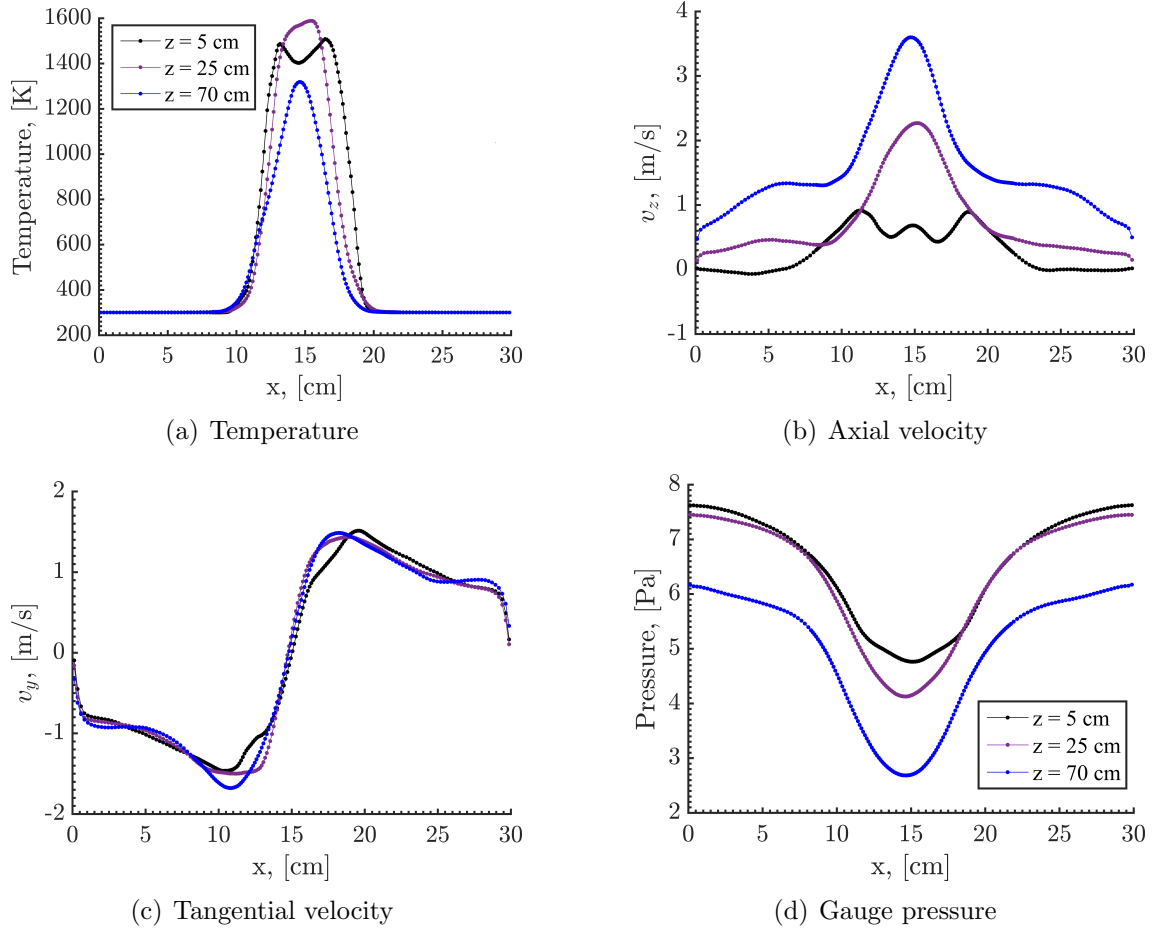 1600
1400
1200
1000
800
600
400
200
Temperature, [K]
z = 5 cm
z = 25 cm
z = 70 cm
0 5 10 15 20 25 30
x, [cm]
(a) Temperature
4
3
2
1
0
-1
v_z, [m/s]
0 5 10 15 20 25 30
x, [cm]
(b) Axial velocity
2
1
0
-1
-2
v_y, [m/s]
0 5 10 15 20 25 30
x, [cm]
(c) Tangential velocity
8
7
6
5
4
3
2
Pressure, [Pa]
z = 5 cm
z = 25 cm
z = 70 cm
0 5 10 15 20 25 30
x, [cm]
(d) Gauge pressure